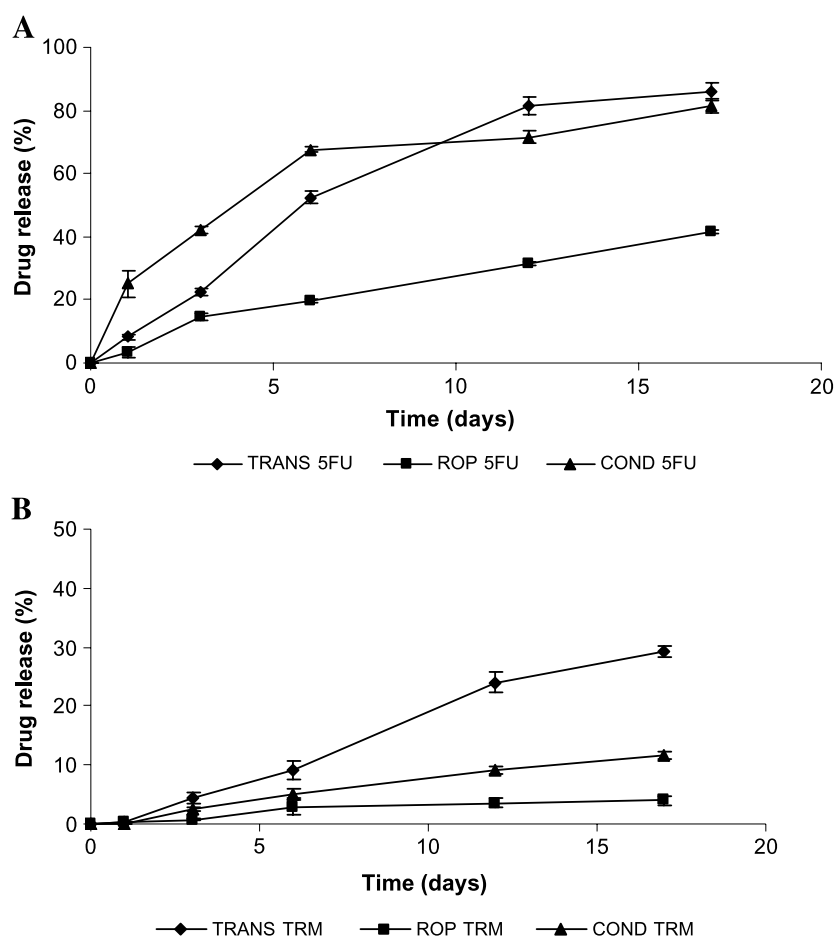 A
100
80
60
40
20
0
Drug release (%)
0 5 10 15 20
Time (days)
TRANS 5FU ROP 5FU COND 5FU
B
50
40
30
20
10
0
Drug release (%)
0 5 10 15 20
Time (days)
TRANS TRM ROP TRM COND TRM